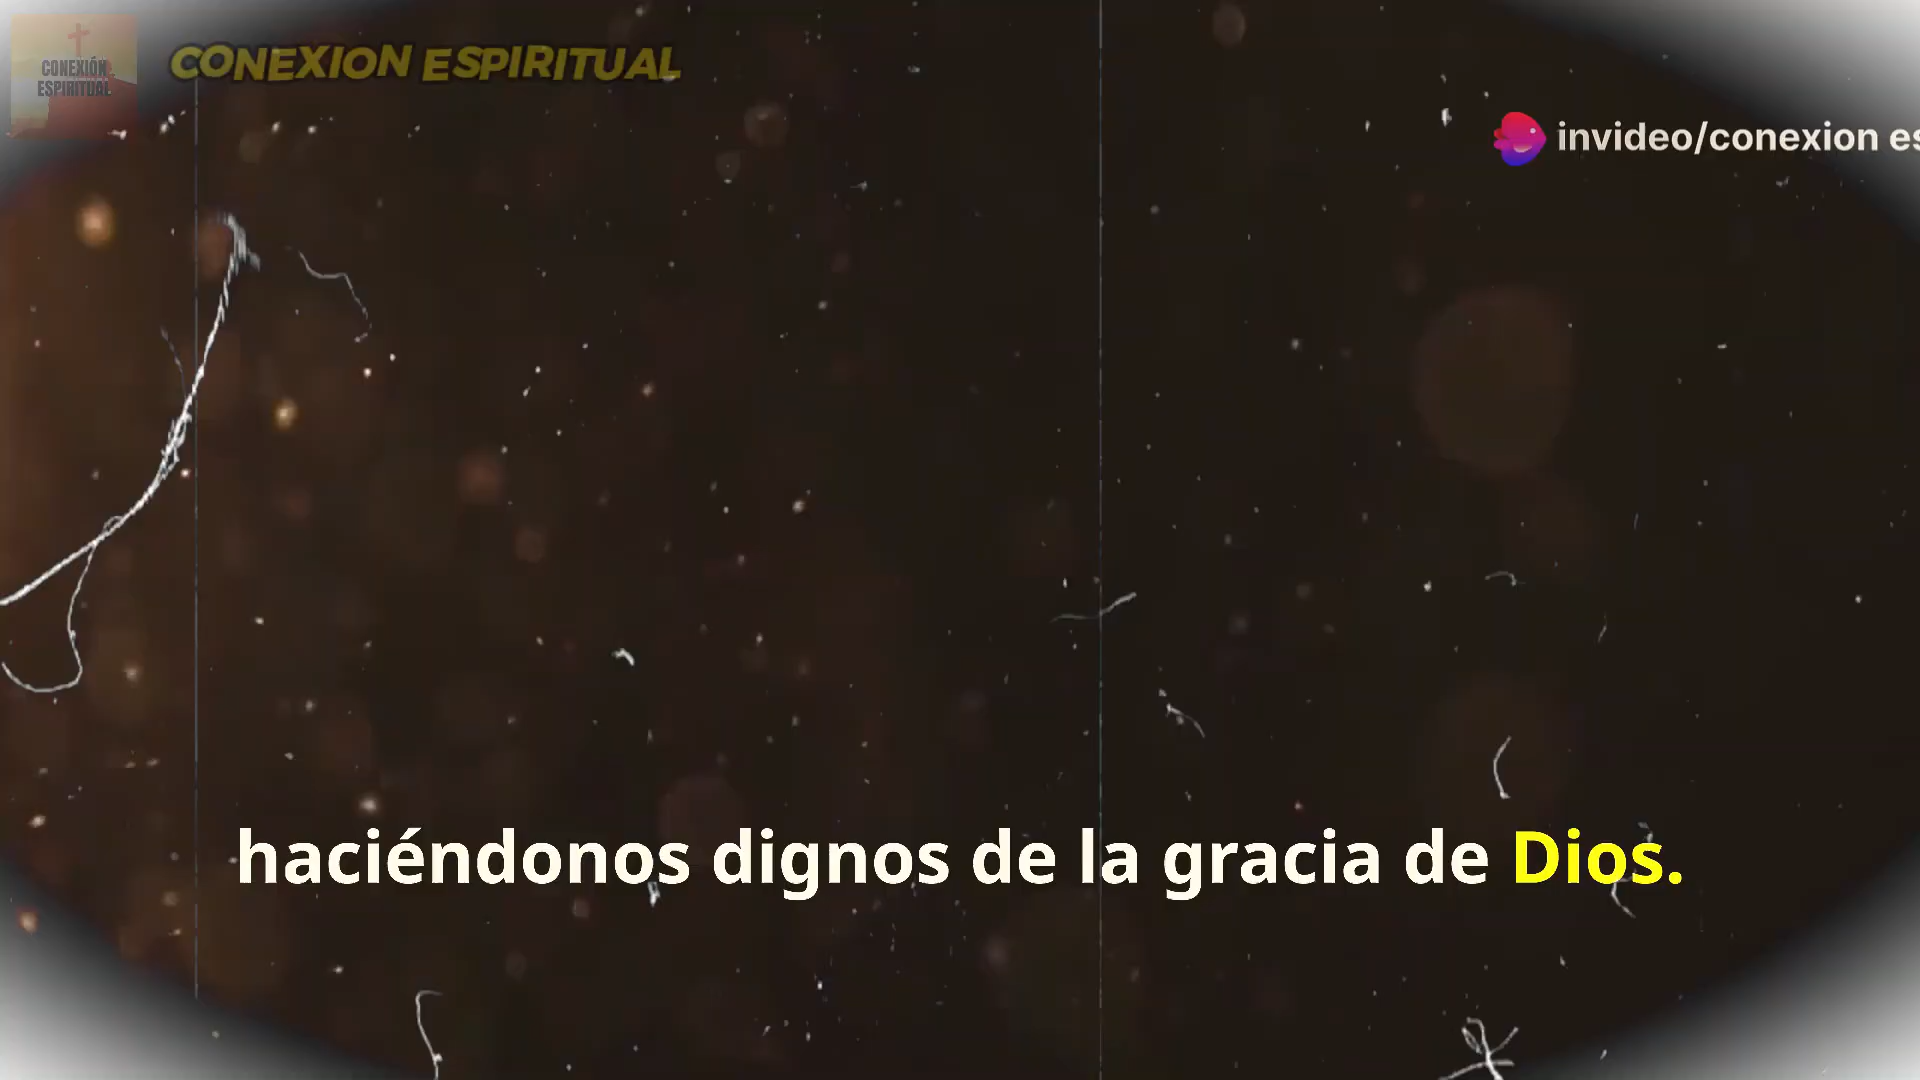 CONEXIÓN
ESPIRITUAL
CONEXION ESPIRITUAL
invideo/conexion es
haciéndonos dignos de la gracia de Dios.